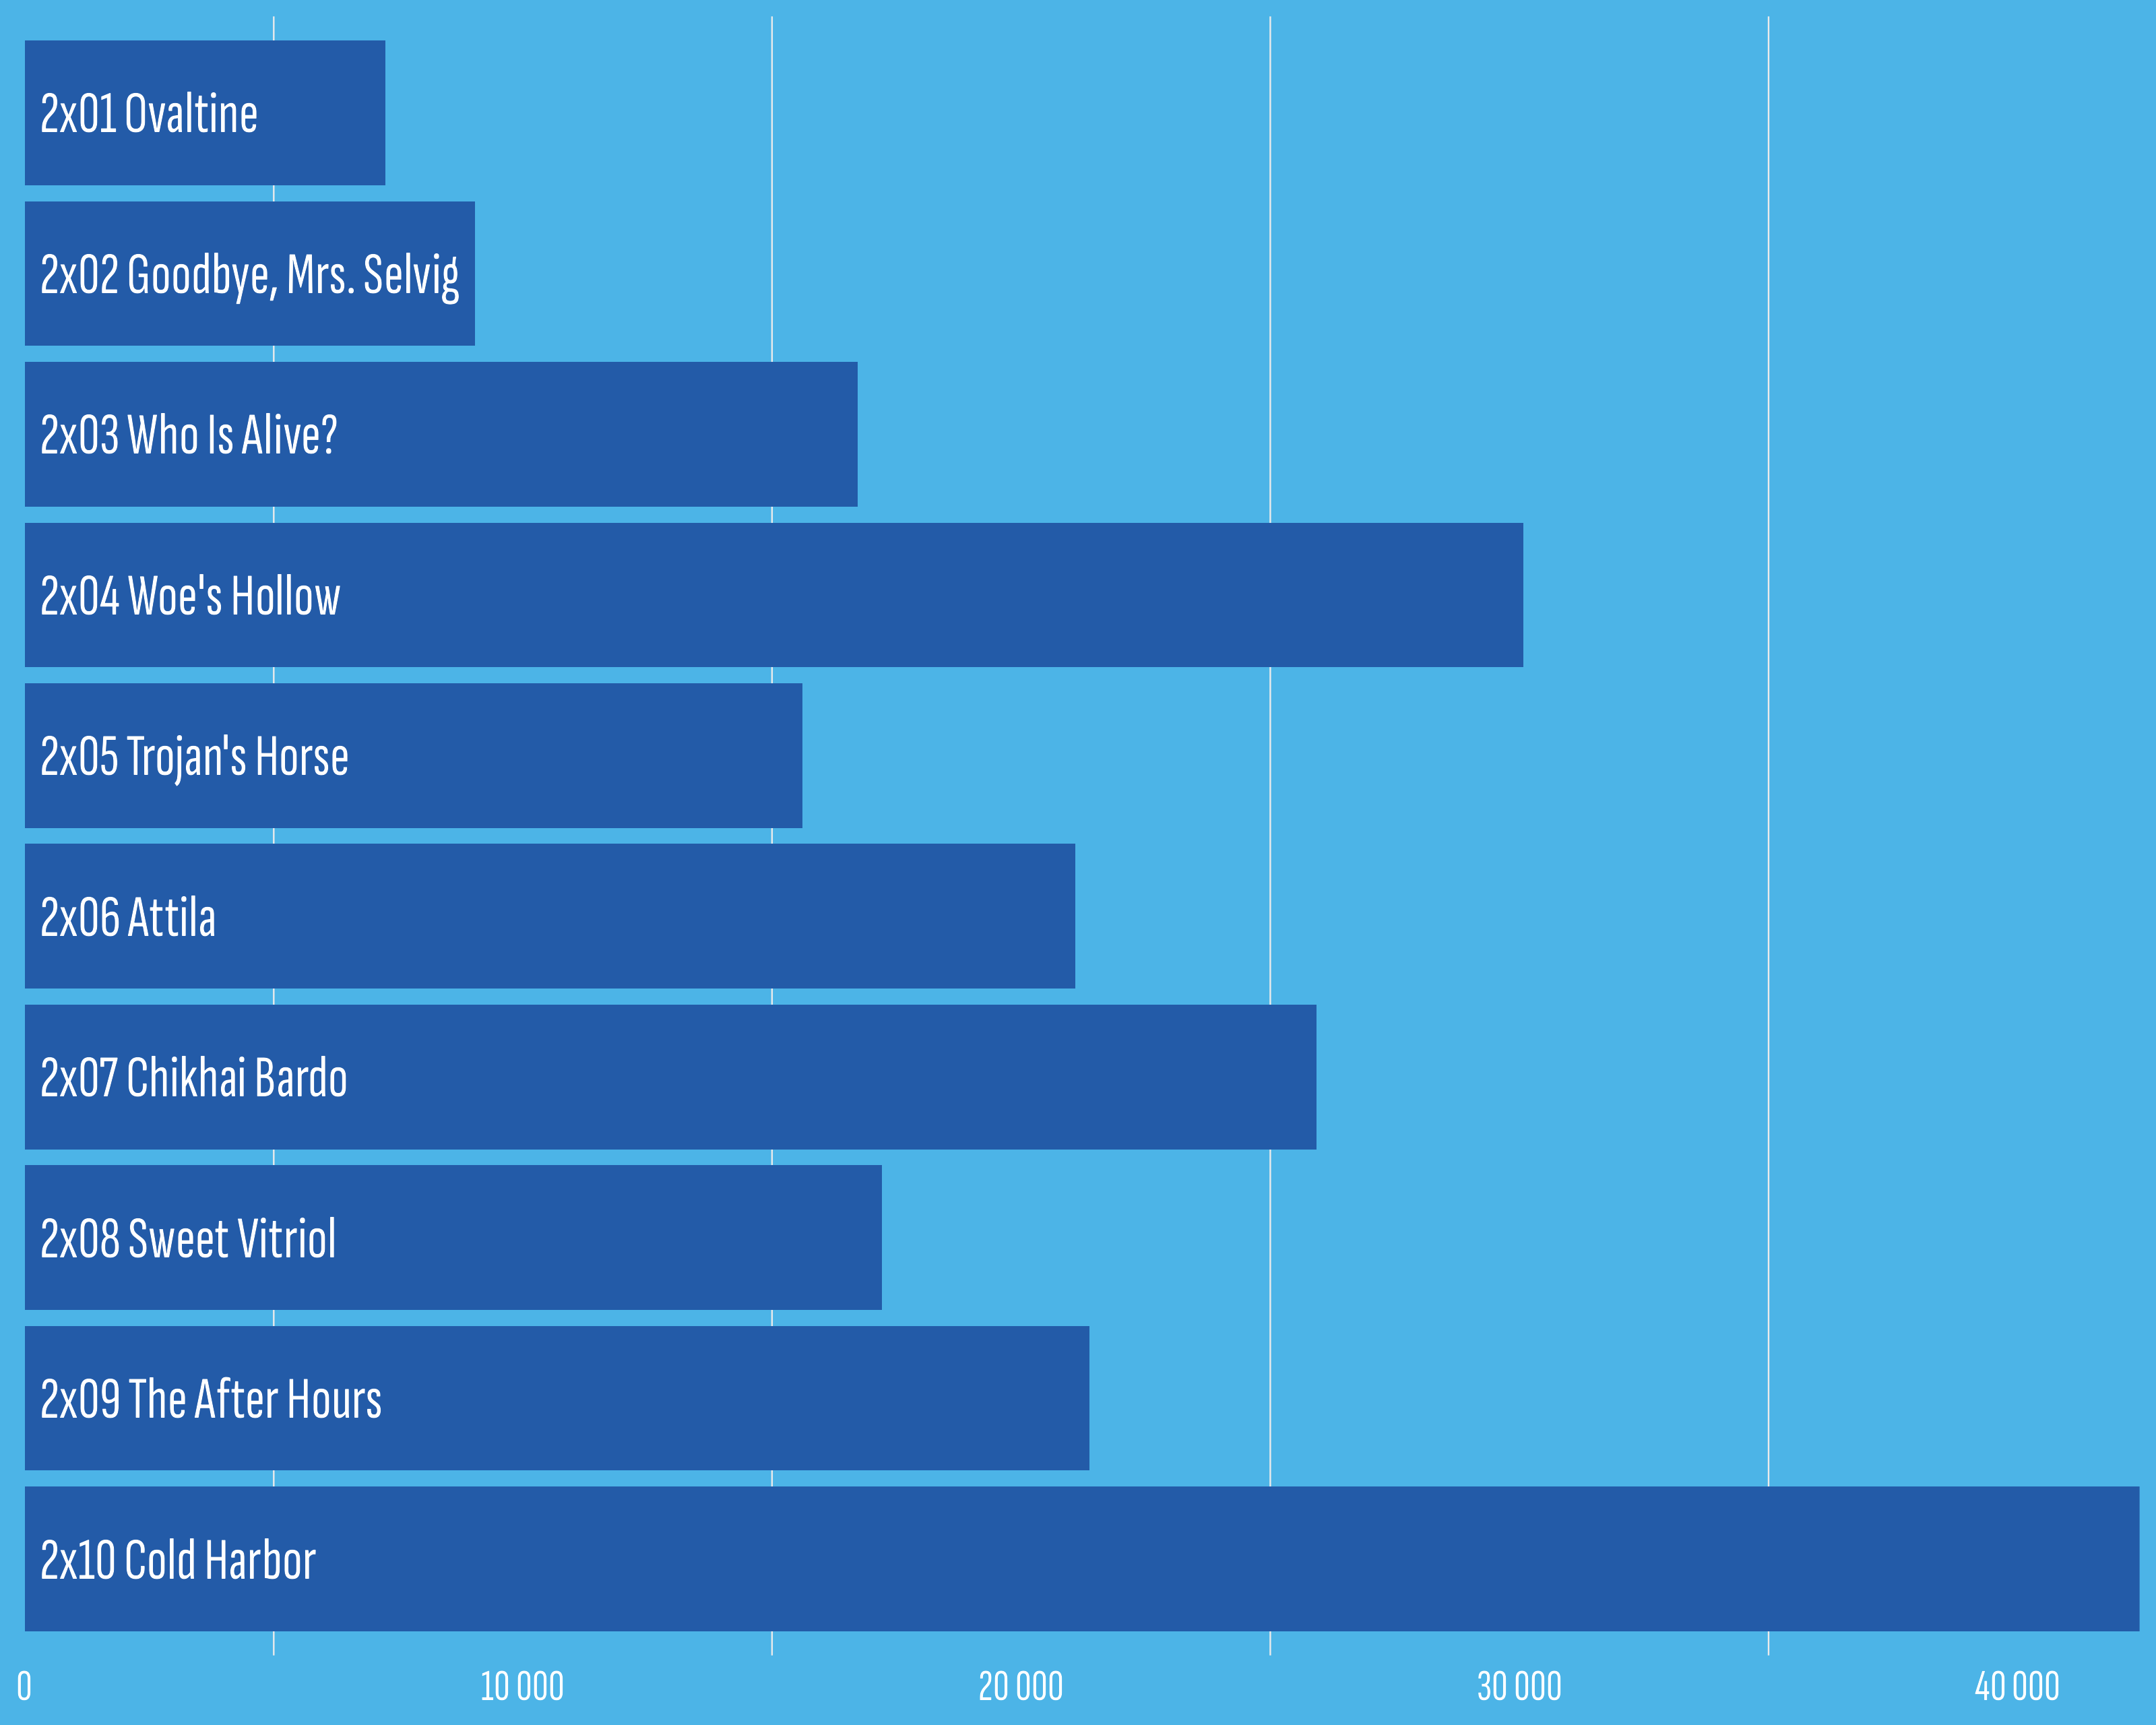 2x01 Ovaltine
2x02 Goodbye, Mrs. Selvig
2x03 Who Is Alive?
2x04 Woe's Hollow
2x05 Trojan's Horse
2x06 Attila
2x07 Chikhai Bardo
2x08 Sweet Vitriol
2x09 The After Hours
2x10 Cold Harbor
0 10 000 20 000 30 000 40 000